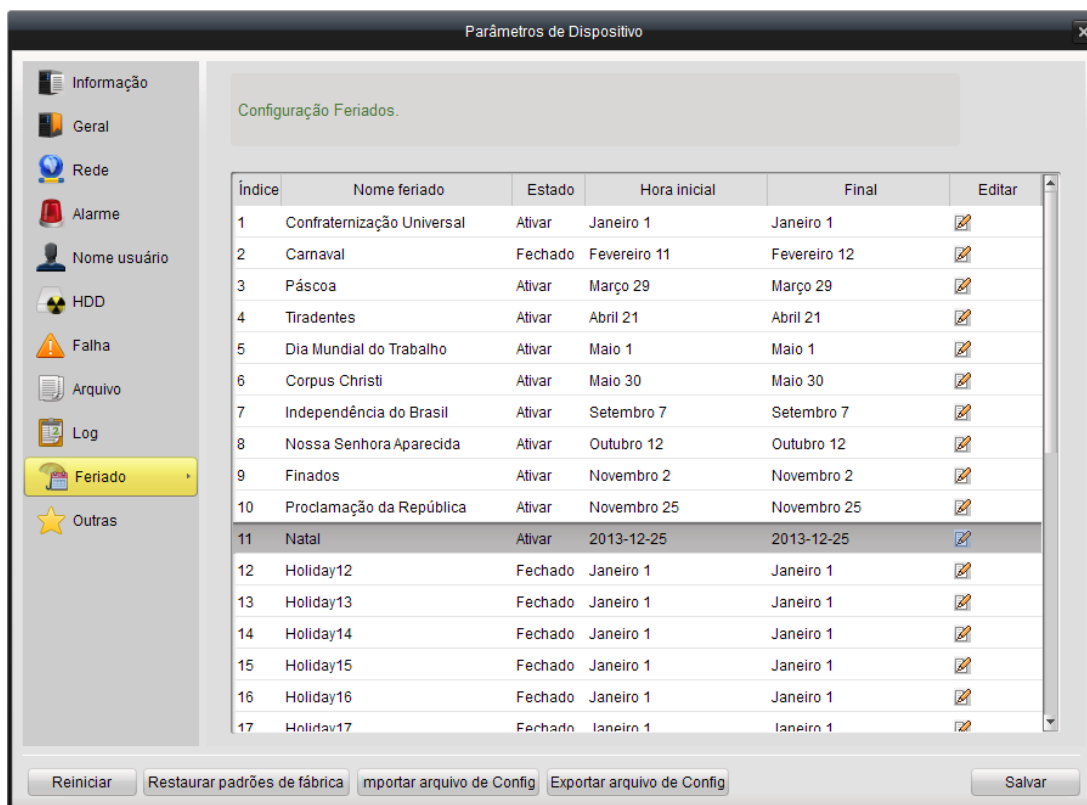 Parâmetros de Dispositivo
Informação
Geral
Rede
Alarme
Nome usuário
HDD
Falha
Arquivo
Log
Feriado
Outras
Configuração Feriados.
Índice Nome feriado Estado Hora inicial Final Editar
1 Confraternização Universal Ativar Janeiro 1 Janeiro 1
2 Carnaval Fechado Fevereiro 11 Fevereiro 12
3 Páscoa Ativar Março 29 Março 29
4 Tiradentes Ativar Abril 21 Abril 21
5 Dia Mundial do Trabalho Ativar Maio 1 Maio 1
6 Corpus Christi Ativar Maio 30 Maio 30
7 Independência do Brasil Ativar Setembro 7 Setembro 7
8 Nossa Senhora Aparecida Ativar Outubro 12 Outubro 12
9 Finados Ativar Novembro 2 Novembro 2
10 Proclamação da República Ativar Novembro 25 Novembro 25
11 Natal Ativar 2013-12-25 2013-12-25
12 Holiday12 Fechado Janeiro 1 Janeiro 1
13 Holiday13 Fechado Janeiro 1 Janeiro 1
14 Holiday14 Fechado Janeiro 1 Janeiro 1
15 Holiday15 Fechado Janeiro 1 Janeiro 1
16 Holiday16 Fechado Janeiro 1 Janeiro 1
17 Holiday17 Fechado Janeiro 1 Janeiro 1
Reiniciar Restaurar padrões de fábrica mportar arquivo de Config Exportar arquivo de Config Salvar